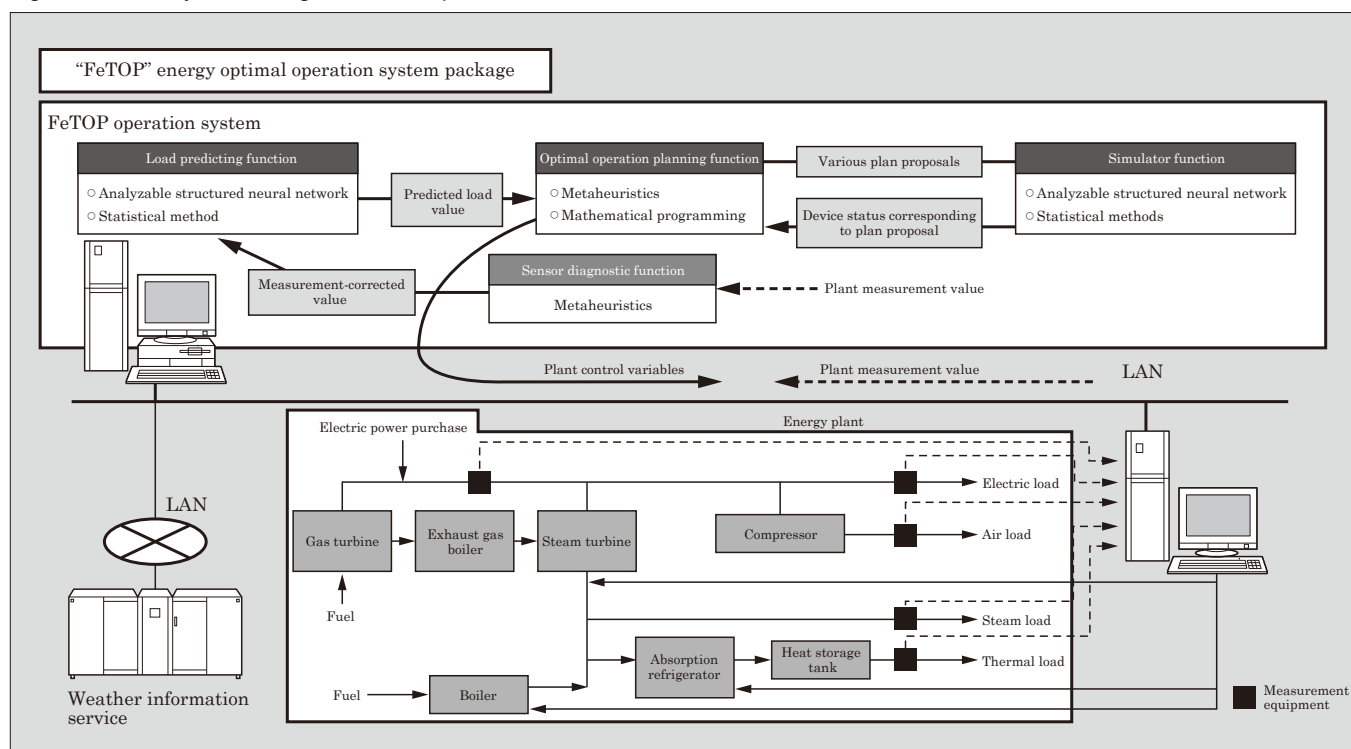 "FeTOP" energy optimal operation system package
FeTOP operation system
Load predicting function
○ Analyzable structured neural network
○ Statistical method
Predicted load
value
Optimal operation planning function
○ Metaheuristics
○ Mathematical programming
Various plan proposals
Device status corresponding
to plan proposal
Simulator function
○ Analyzable structured neural network
○ Statistical methods
Measurement-corrected
value
Sensor diagnostic function
Metaheuristics
Plant measurement value
Plant control variables
Plant measurement value
LAN
Electric power purchase
Energy plant
Electric load
LAN
Gas turbine
Exhaust gas
boiler
Steam turbine
Compressor
Air load
Fuel
Steam load
Absorption
refrigerator
Heat storage
tank
Thermal load
Fuel
Boiler
Weather information
service
Measurement
equipment